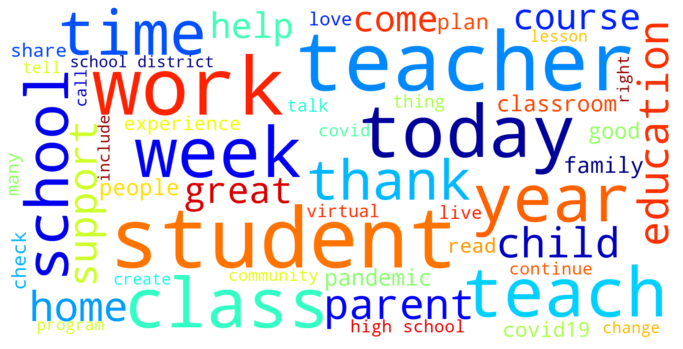 share
time
help
love
come
plan
course
tell
school district
lesson
call
work
teacher
right
education
school
many
support
include
experience
talk
thing
classroom
covid
today
good
week
family
people
great
thank
year
virtual
live
student
read
child
check
create
community
pandemic
continue
teach
home
class
parent
program
high school
covid19
change